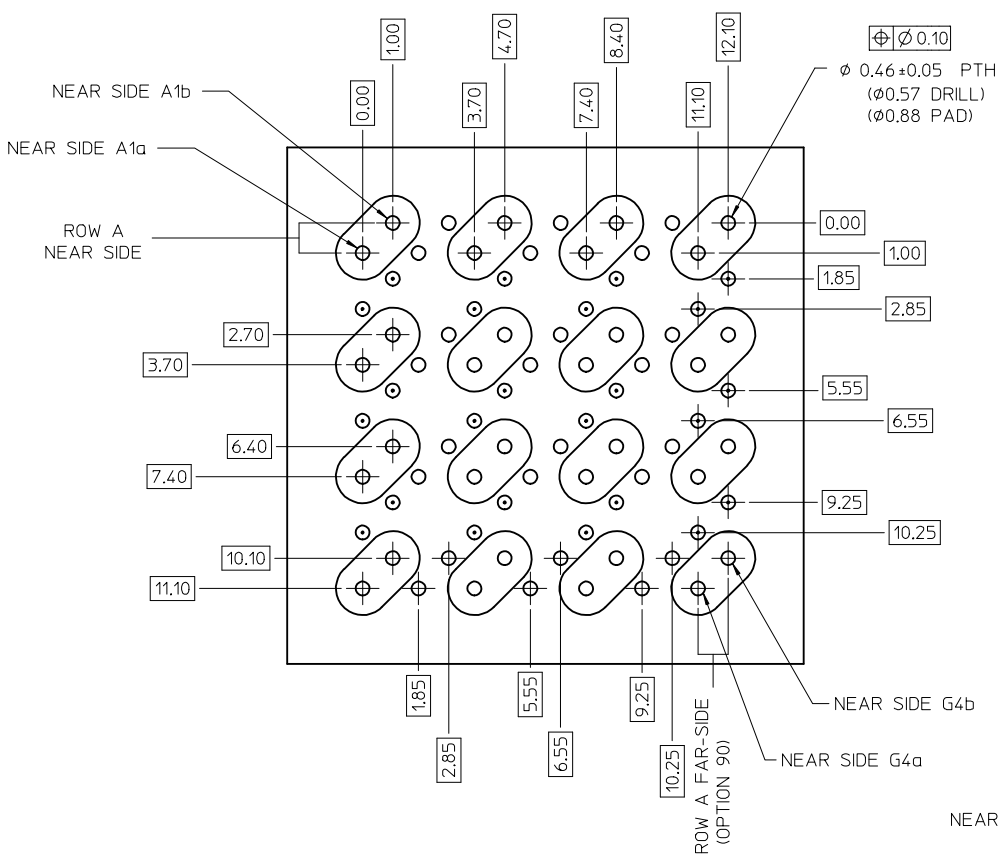 1.00
4.70
8.40
12.10
0.00
3.70
7.40
11.10
⌖ Ø 0.10
Ø 0.46±0.05 PTH
(Ø0.57 DRILL)
(Ø0.88 PAD)
NEAR SIDE A1b
NEAR SIDE A1a
ROW A
NEAR SIDE
0.00
1.00
1.85
2.85
2.70
3.70
5.55
6.55
6.40
7.40
9.25
10.25
10.10
11.10
1.85
2.85
5.55
6.55
9.25
10.25
ROW A FAR-SIDE
(OPTION 90)
NEAR SIDE G4b
NEAR SIDE G4a
NEAR